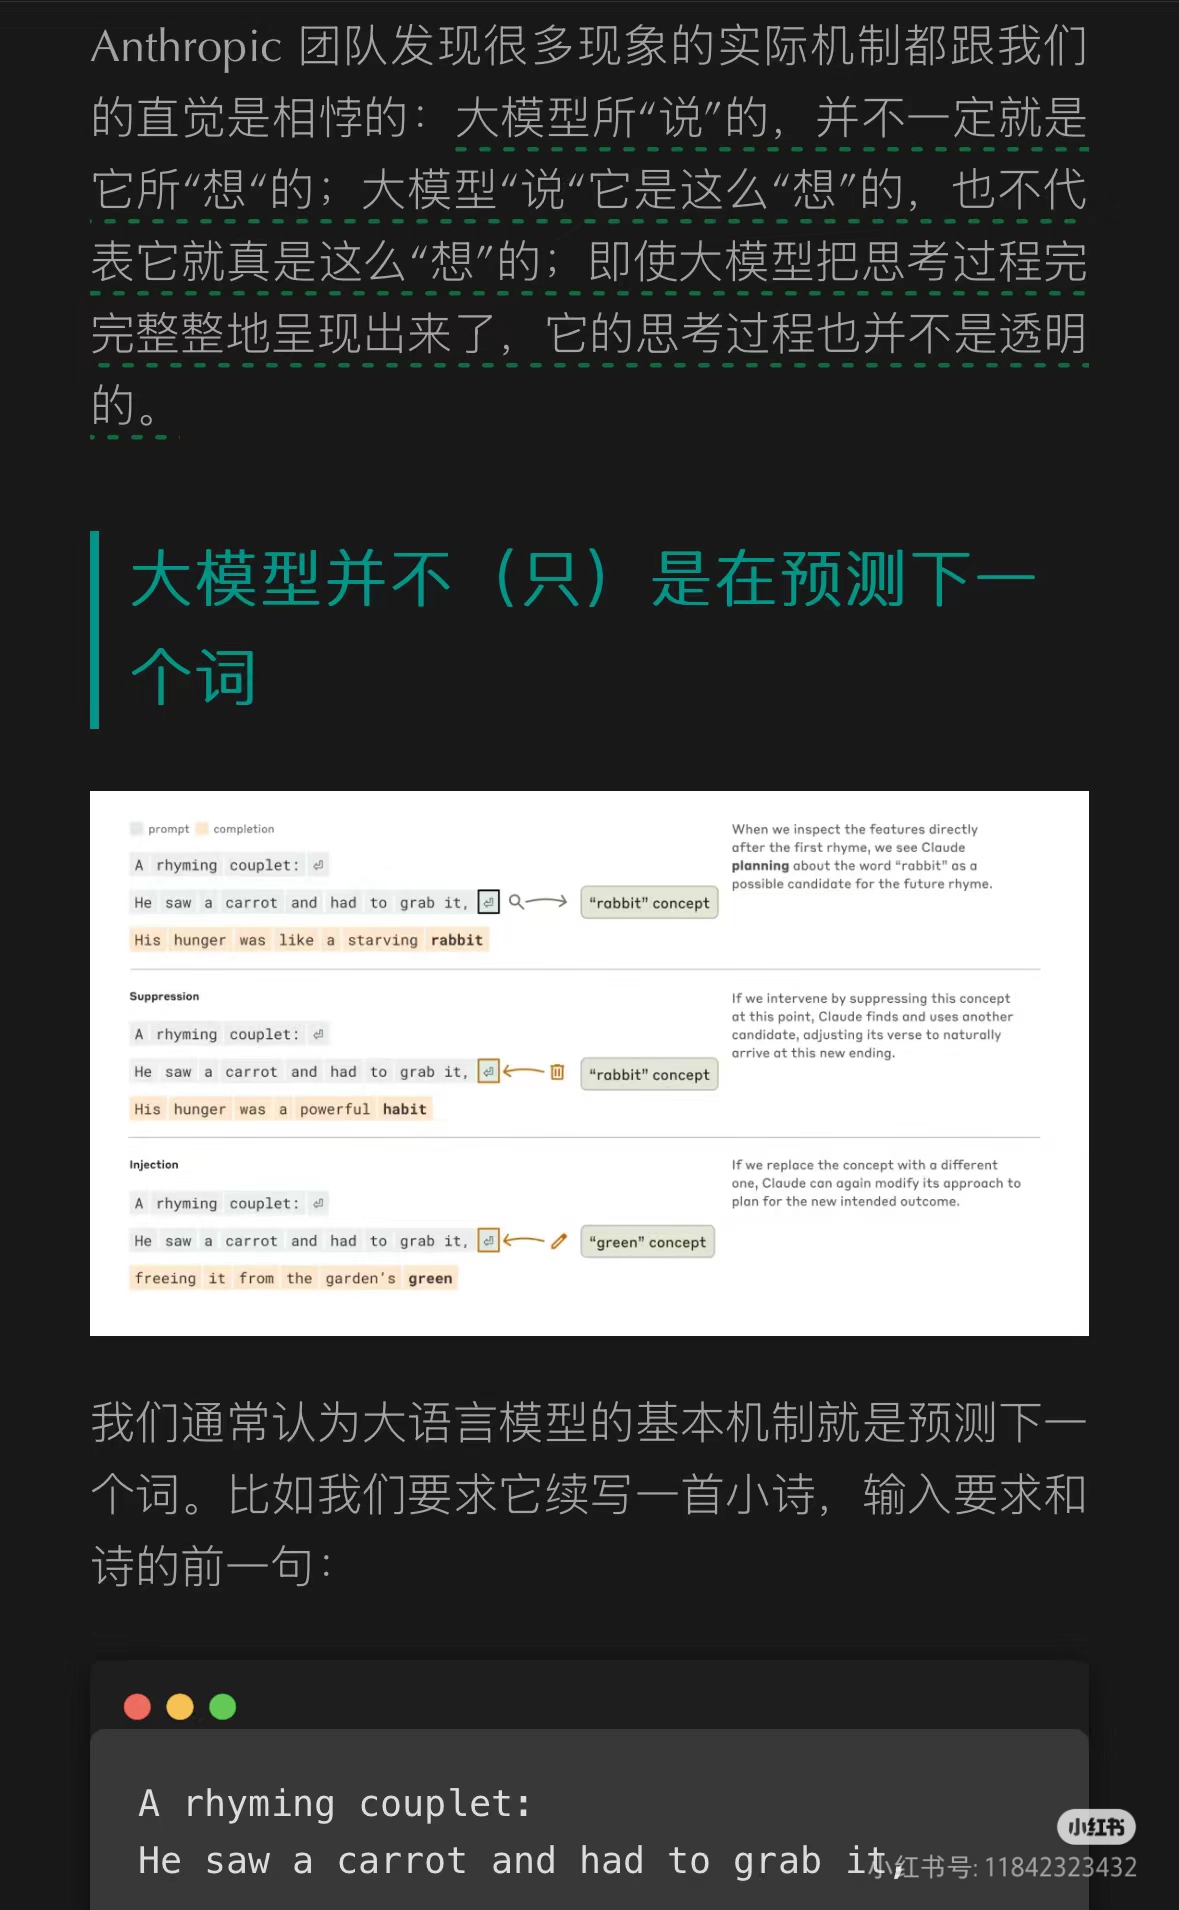 Anthropic 团队发现很多现象的实际机制都跟我们
的直觉是相悖的：大模型所“说”的，并不一定就是
它所“想“的；大模型“说“它是这么“想”的，也不代
表它就真是这么“想”的；即使大模型把思考过程完
完整整地呈现出来了，它的思考过程也并不是透明
的。
大模型并不（只）是在预测下一
个词
prompt completion
A rhyming couplet: ⏎
He saw a carrot and had to grab it, ⏎
“rabbit” concept
His hunger was like a starving rabbit
When we inspect the features directly
after the first rhyme, we see Claude
planning about the word “rabbit” as a
possible candidate for the future rhyme.
Suppression
A rhyming couplet: ⏎
He saw a carrot and had to grab it, ⏎
“rabbit” concept
His hunger was a powerful habit
If we intervene by suppressing this concept
at this point, Claude finds and uses another
candidate, adjusting its verse to naturally
arrive at this new ending.
Injection
A rhyming couplet: ⏎
He saw a carrot and had to grab it, ⏎
“green” concept
freeing it from the garden's green
If we replace the concept with a different
one, Claude can again modify its approach to
plan for the new intended outcome.
我们通常认为大语言模型的基本机制就是预测下一
个词。比如我们要求它续写一首小诗，输入要求和
诗的前一句：
A rhyming couplet:
He saw a carrot and had to grab it,
小红书
小红书号: 11842323432